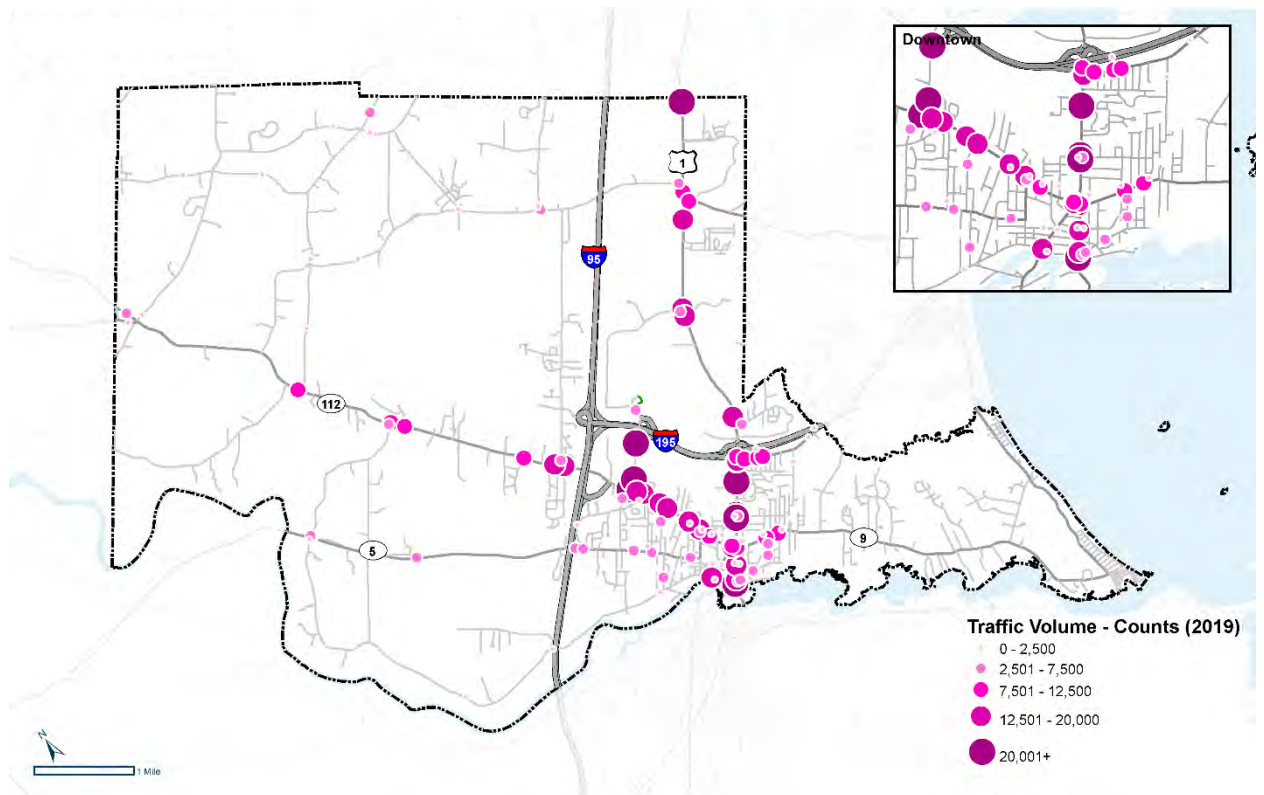 Downtown
1
95
112
195
5
9
Traffic Volume - Counts (2019)
0 - 2,500
2,501 - 7,500
7,501 - 12,500
12,501 - 20,000
20,001+
N
1 Mile